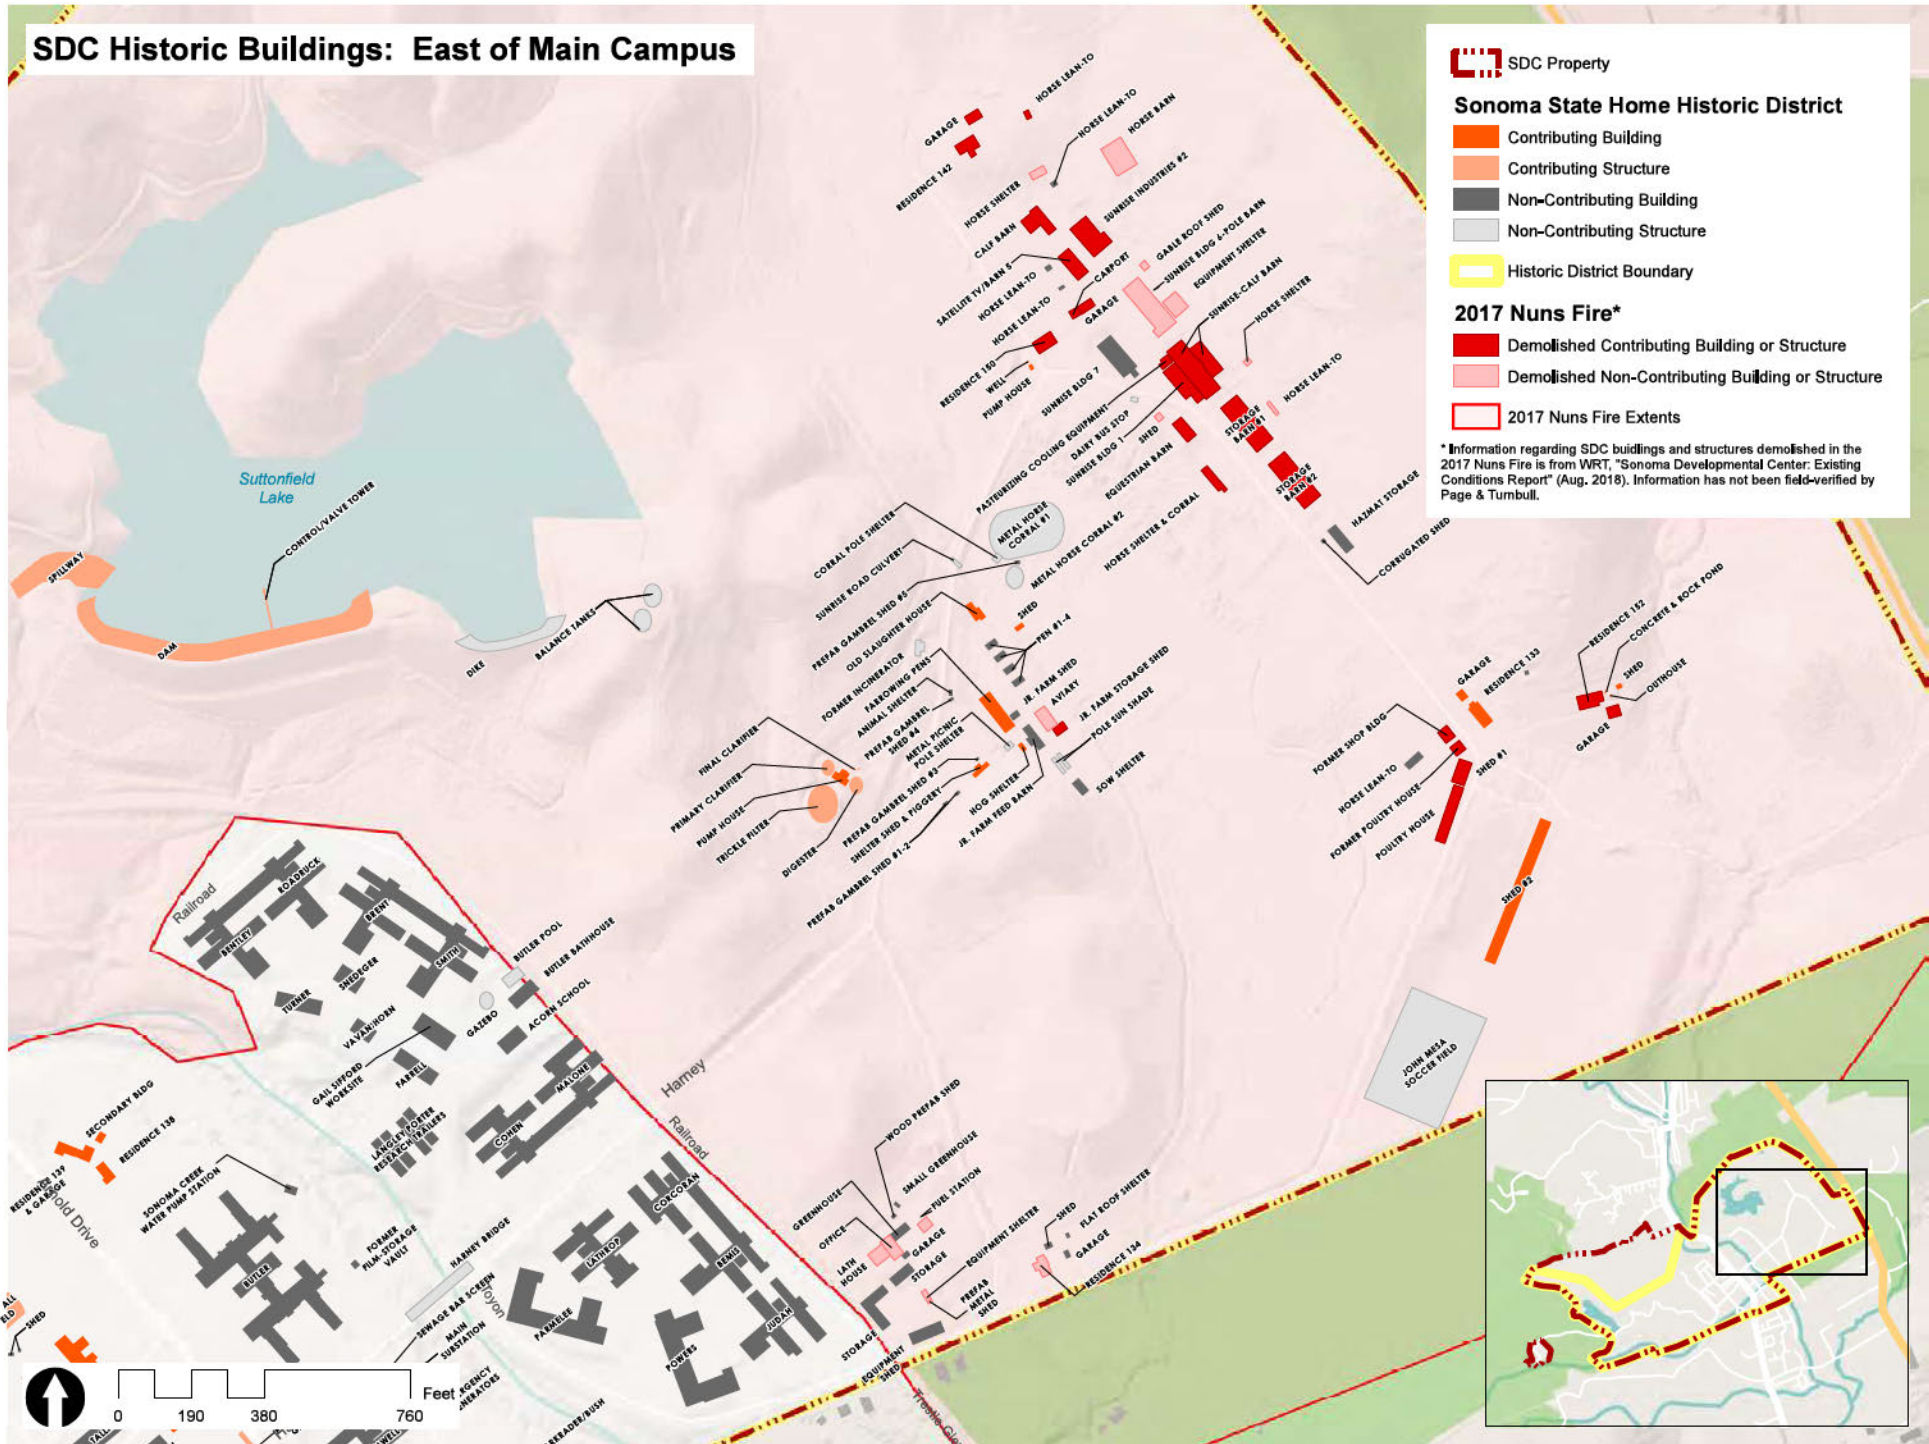 SDC Historic Buildings:  East of Main Campus
SDC Property
Sonoma State Home Historic District
Contributing Building
Contributing Structure
Non-Contributing Building
Non-Contributing Structure
Historic District Boundary
2017 Nuns Fire*
Demolished Contributing Building or Structure
Demolished Non-Contributing Building or Structure
2017 Nuns Fire Extents
* Information regarding SDC buidlings and structures demolished in the
2017 Nuns Fire is from WRT, "Sonoma Developmental Center: Existing
Conditions Report" (Aug. 2018). Information has not been field-verified by
Page & Turnbull.
HORSE LEAN-TO
GARAGE
HORSE LEAN-TO
HORSE BARN
RESIDENCE 142
HORSE SHELTER
SUNRISE INDUSTRIES #2
CALF BARN
GABLE ROOF SHED
SUNRISE BLDG 6-POLE BARN
EQUIPMENT SHELTER
SATELLITE TV/BARN 5
CARPORT
HORSE LEAN-TO
HORSE LEAN-TO
GARAGE
SUNRISE-CALF BARN
HORSE SHELTER
RESIDENCE 150
WELL
PUMP HOUSE
SUNRISE BLDG 7
HORSE LEAN-TO
PASTEURIZING COOLING EQUIPMENT
DAIRY BUS STOP
SUNRISE BLDG 1
SHED
EQUESTRIAN BARN
STORAGE
BARN #1
STORAGE
BARN #2
HORSE SHELTER & CORRAL
HAZMAT STORAGE
CORRUGATED SHED
Suttonfield
Lake
CONTROL/VALVE TOWER
SPILLWAY
DAM
DIKE
BALANCE TANKS
METAL HORSE
CORRAL #1
METAL HORSE CORRAL #2
CORRAL POLE SHELTER
SUNRISE ROAD CULVERT
PREFAB GAMBREL SHED #5
OLD SLAUGHTER HOUSE
SHED
PEN #1-4
FORMER INCINERATOR
FARROWING PENS
ANIMAL SHELTER
PREFAB GAMBREL
SHED #4
METAL PICNIC
POLE SHELTER
JR. FARM SHED
AVIARY
JR. FARM STORAGE SHED
POLE SUN SHADE
SOW SHELTER
FINAL CLARIFIER
PRIMARY CLARIFIER
PUMP HOUSE
TRICKLE FILTER
DIGESTER
PREFAB GAMBREL SHED #3
SHELTER SHED & PIGGERY
PREFAB GAMBREL SHED #1-2
HOG SHELTER
JR. FARM FEED BARN
RESIDENCE 152
CONCRETE & ROCK POND
SHED
OUTHOUSE
GARAGE
GARAGE
RESIDENCE 133
FORMER SHOP BLDG
HORSE LEAN-TO
SHED #1
FORMER POULTRY HOUSE
POULTRY HOUSE
SHED #2
JOHN MESA
SOCCER FIELD
Railroad
ROADRUCK
BENTLEY
BRENT
SMITH
SNEDEGER
TURNER
BUTLER POOL
BUTLER BATHHOUSE
GAZEBO
ACORN SCHOOL
GAIL SIFFORD
WORKSITE
FARRELL
MALONE
COHEN
LANGLEY PORTER
RESEARCH TRAILERS
Harney
Railroad
SECONDARY BLDG
RESIDENCE 138
RESIDENCE 139
& GARAGE
SONOMA CREEK
WATER PUMP STATION
BUTLER
FORMER
FILM-STORAGE
VAULT
HARNEY BRIDGE
SEWAGE BAR SCREEN
MAIN
SUBSTATION
LATHROP
CORCORAN
BEMIS
PARMELEE
POWERS
JUDAH
WOOD PREFAB SHED
SMALL GREENHOUSE
FUEL STATION
GREENHOUSE
OFFICE
LATH
HOUSE
GARAGE
STORAGE
EQUIPMENT SHELTER
PREFAB
METAL
SHED
SHED
FLAT ROOF SHELTER
GARAGE
RESIDENCE 134
STORAGE
EQUIPMENT
SHED
SHED
Feet
0 190 380 760